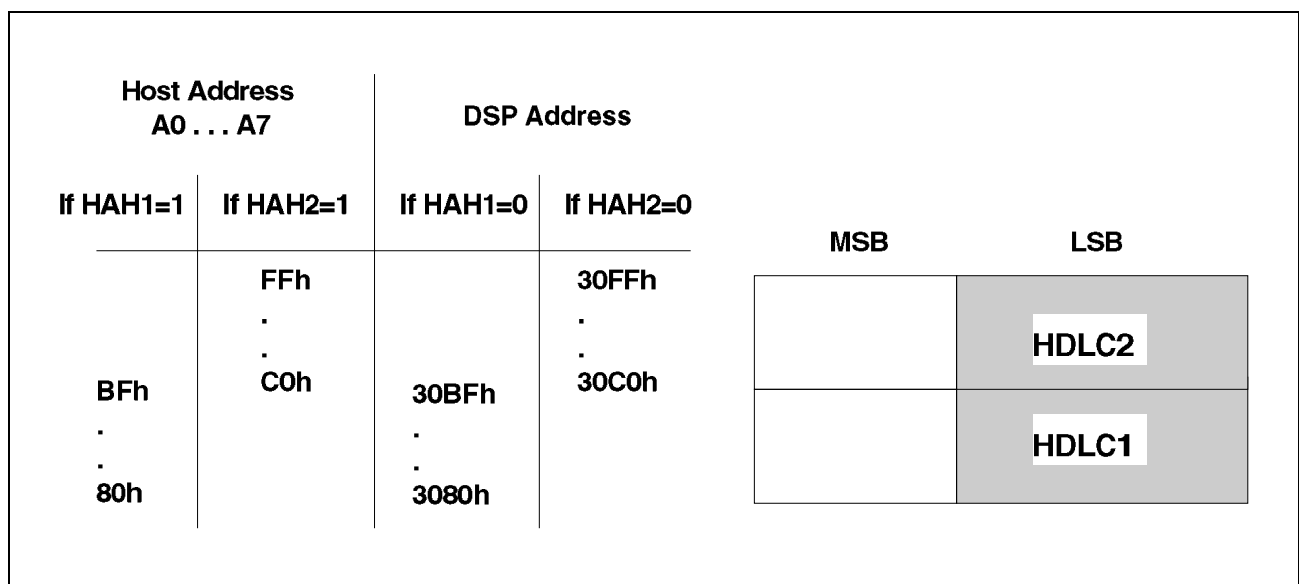 Host Address
A0 . . . A7
DSP Address
If HAH1=1 If HAH2=1 If HAH1=0 If HAH2=0
MSB LSB
FFh 30FFh
. .
. .
C0h 30C0h
HDLC2
BFh 30BFh
. .
. .
80h 3080h
HDLC1